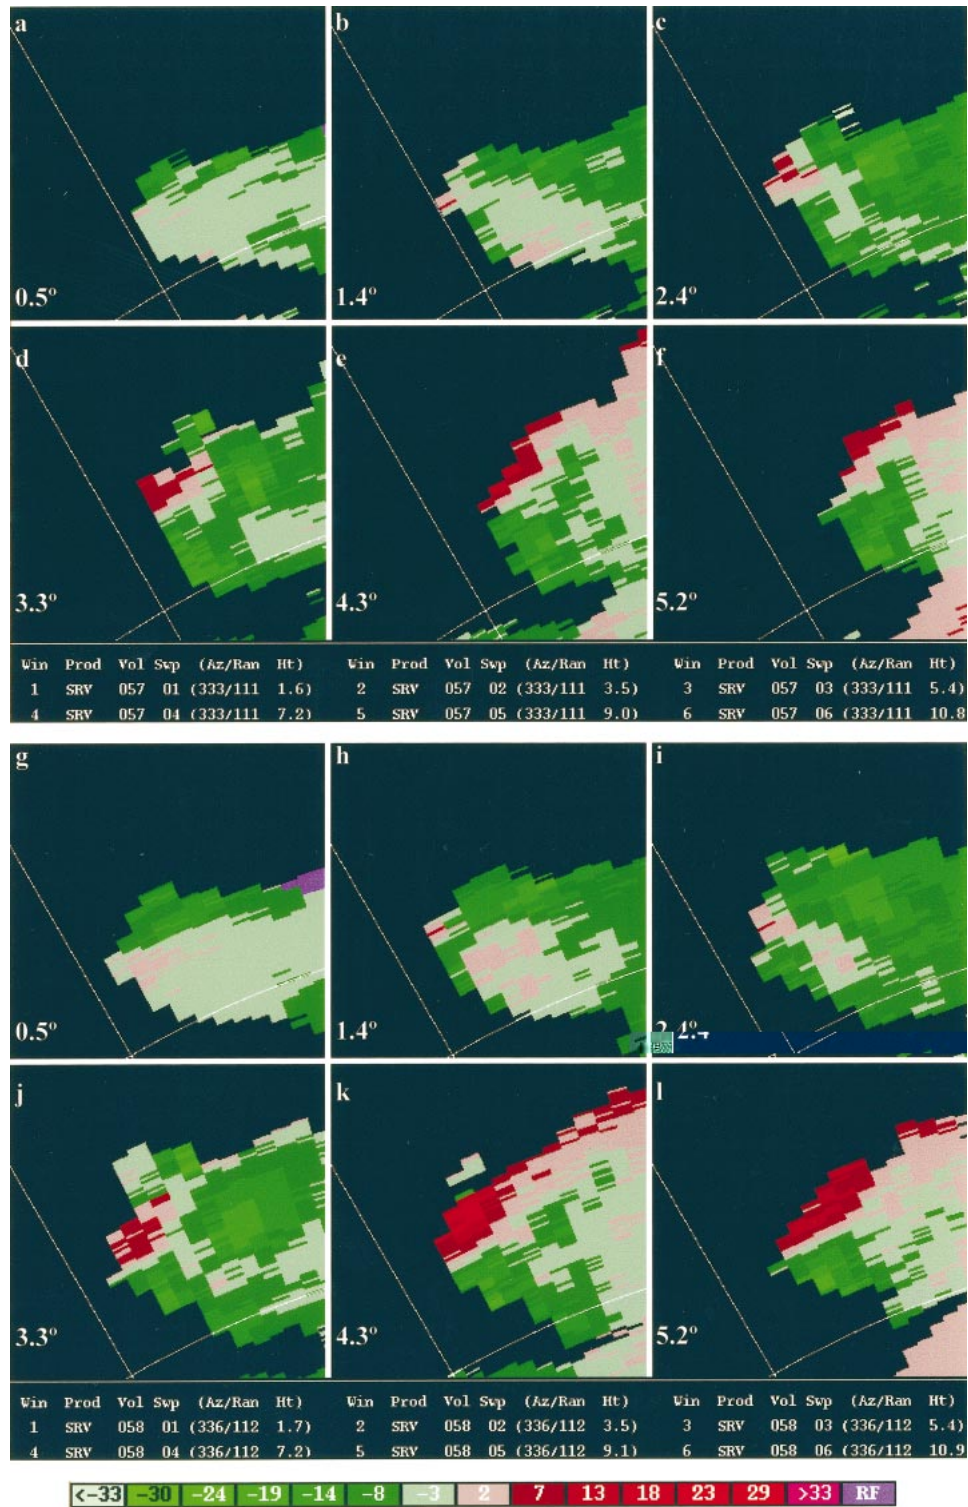 a b c
0.5° 1.4° 2.4°
d e f
3.3° 4.3° 5.2°
Win Prod Vol Swp (Az/Ran Ht) Win Prod Vol Swp (Az/Ran Ht) Win Prod Vol Swp (Az/Ran Ht)
1 SRV 057 01 (333/111 1.6) 2 SRV 057 02 (333/111 3.5) 3 SRV 057 03 (333/111 5.4)
4 SRV 057 04 (333/111 7.2) 5 SRV 057 05 (333/111 9.0) 6 SRV 057 06 (333/111 10.8
g h i
0.5° 1.4° 2.4°
2.4
j k l
3.3° 4.3° 5.2°
Win Prod Vol Swp (Az/Ran Ht) Win Prod Vol Swp (Az/Ran Ht) Win Prod Vol Swp (Az/Ran Ht)
1 SRV 058 01 (336/112 1.7) 2 SRV 058 02 (336/112 3.5) 3 SRV 058 03 (336/112 5.4)
4 SRV 058 04 (336/112 7.2) 5 SRV 058 05 (336/112 9.1) 6 SRV 058 06 (336/112 10.9
<-33 -30 -24 -19 -14 -8 -3 2 7 13 18 23 29 >33 RF